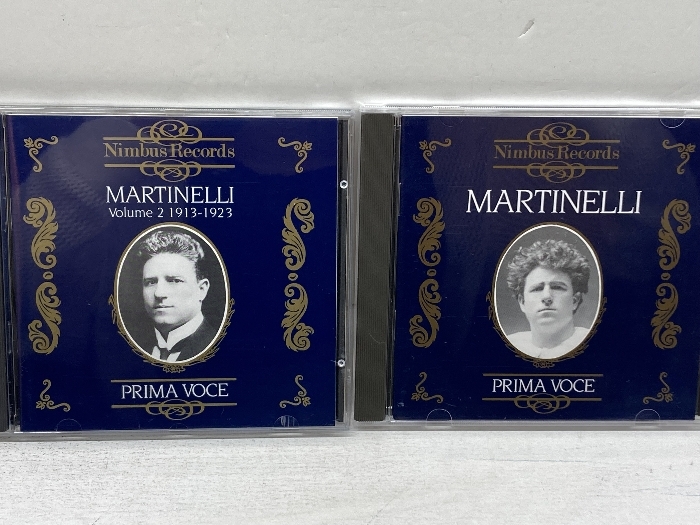 Nimbus Records
MARTINELLI
Volume 2 1913-1923
PRIMA VOCE
Nimbus Records
MARTINELLI
PRIMA VOCE